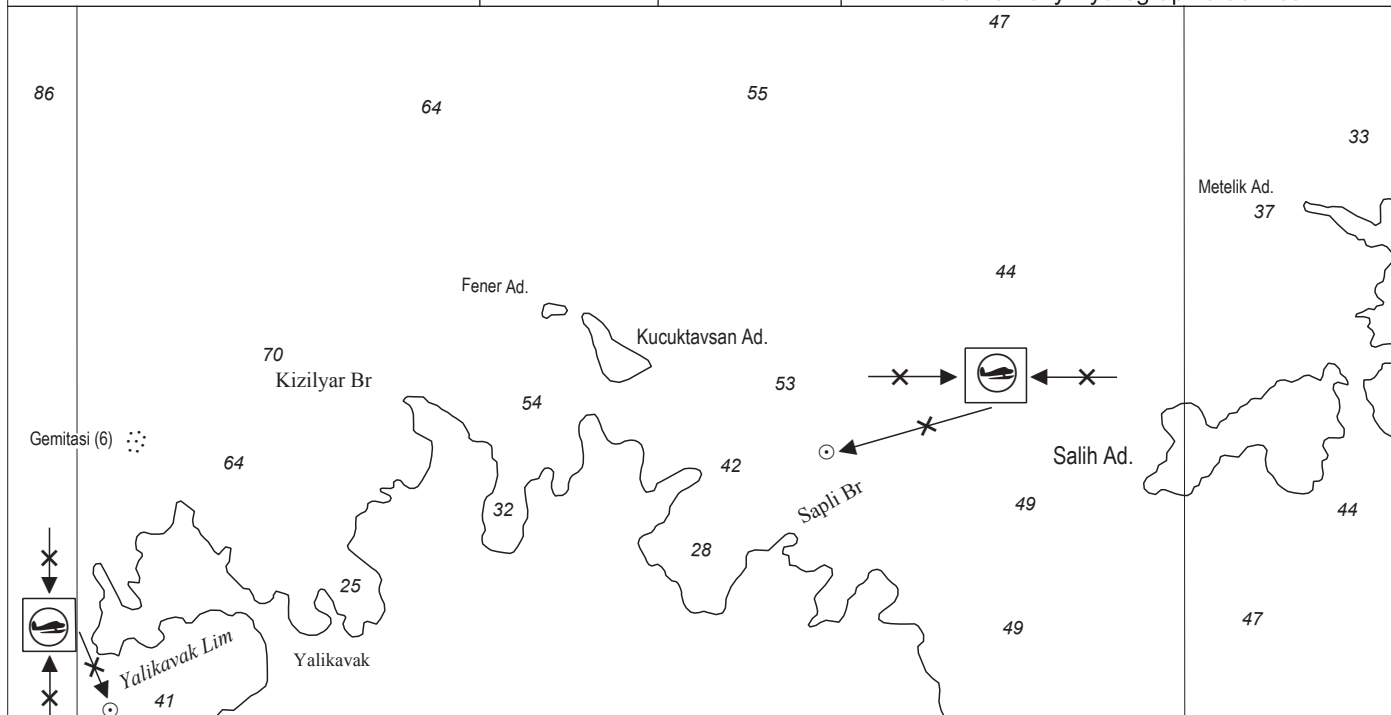 47
86
64
55
33
Metelik Ad.
37
44
Fener Ad.
Kucuktavsan Ad.
70
Kizilyar Br
53
54
Gemitasi (6)
64
42
Salih Ad.
32
Sapli Br
49
44
28
25
49
47
Yalikavak Lim
Yalikavak
41